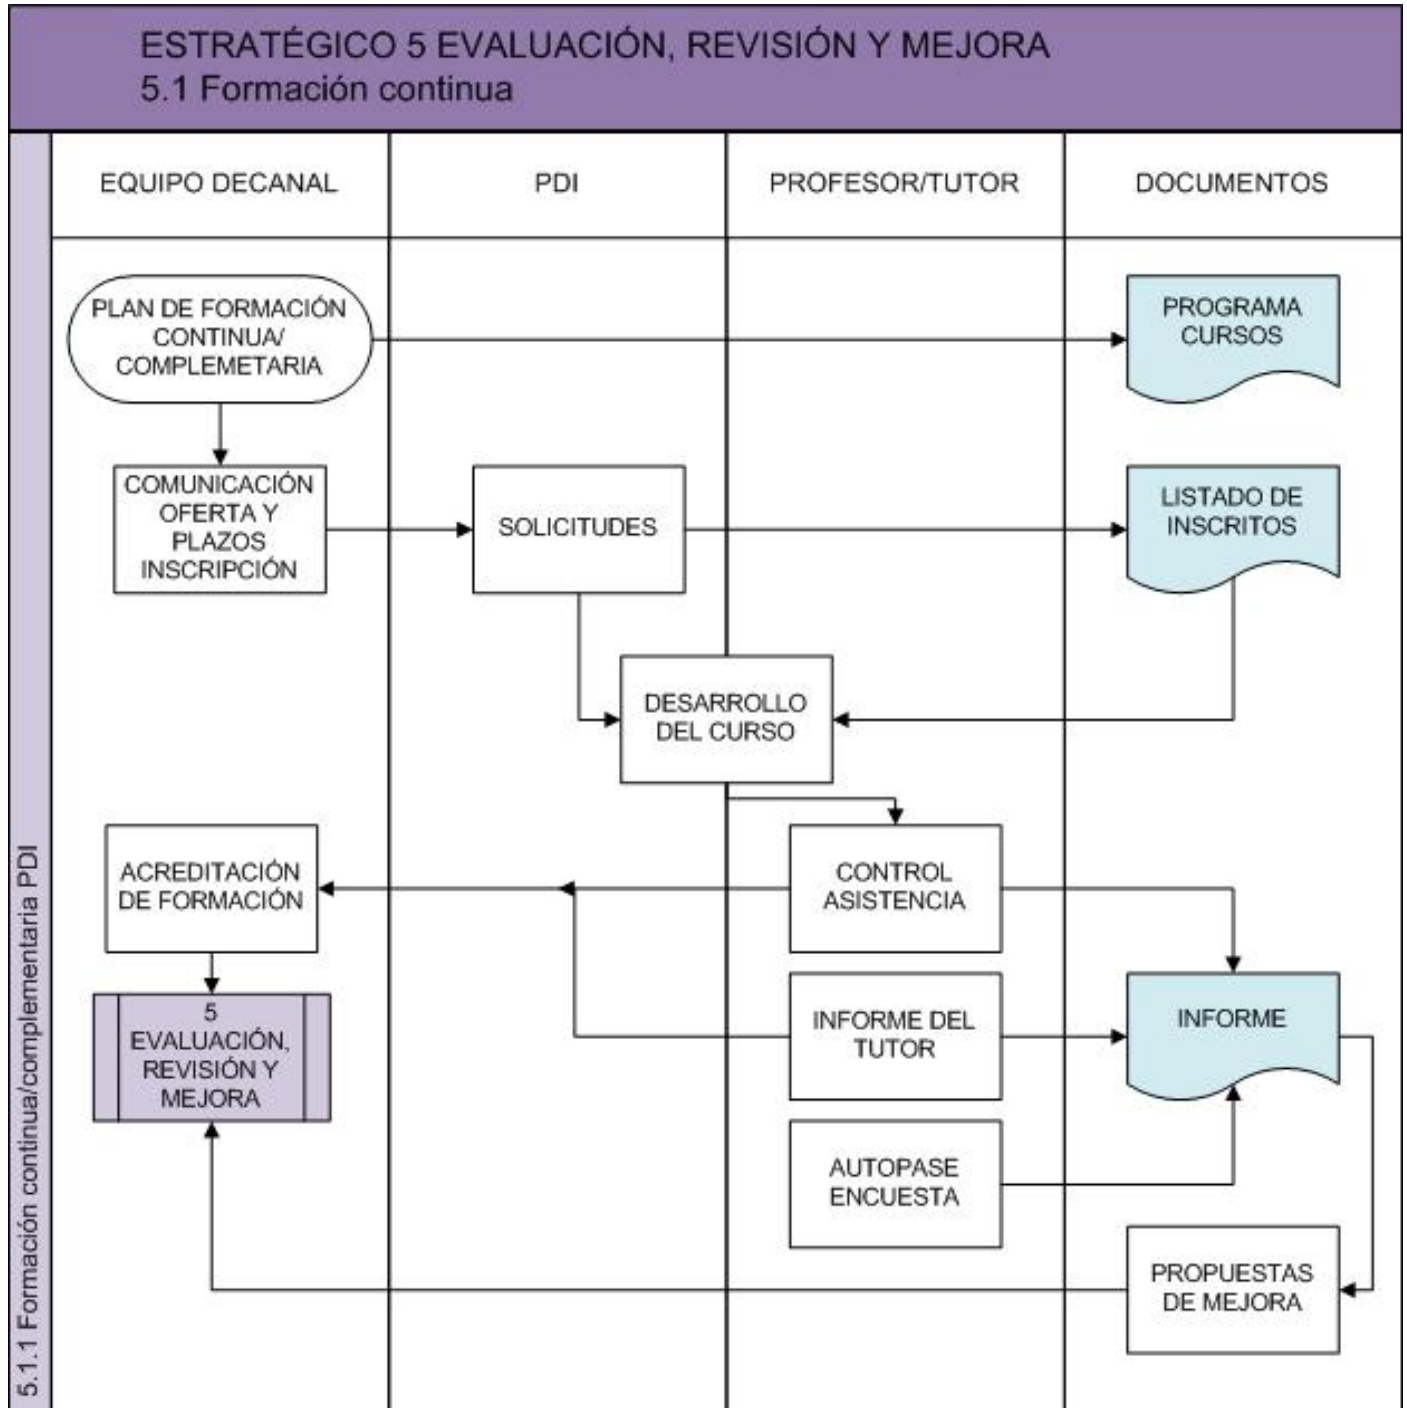 ESTRATÉGICO 5 EVALUACIÓN, REVISIÓN Y MEJORA
5.1 Formación continua
5.1.1 Formación continua/complementaria PDI
EQUIPO DECANAL
PDI
PROFESOR/TUTOR
DOCUMENTOS
PLAN DE FORMACIÓN
CONTINUA/
COMPLEMETARIA
PROGRAMA
CURSOS
COMUNICACIÓN
OFERTA Y
PLAZOS
INSCRIPCIÓN
SOLICITUDES
LISTADO DE
INSCRITOS
DESARROLLO
DEL CURSO
ACREDITACIÓN
DE FORMACIÓN
CONTROL
ASISTENCIA
5
EVALUACIÓN,
REVISIÓN Y
MEJORA
INFORME DEL
TUTOR
INFORME
AUTOPASE
ENCUESTA
PROPUESTAS
DE MEJORA